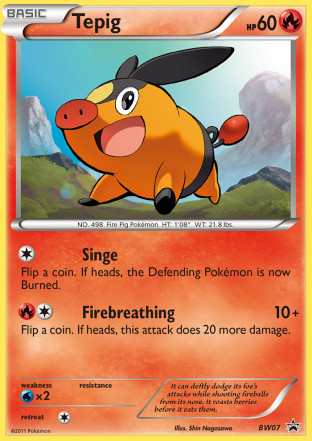 BASIC
Tepig
HP 60
NO. 498 Fire Pig Pokémon HT: 1'08" WT: 21.8 lbs.
Singe
Flip a coin. If heads, the Defending Pokémon is now
Burned.
Firebreathing 10+
Flip a coin. If heads, this attack does 20 more damage.
weakness resistance
×2
retreat
It can deftly dodge its foe's
attacks while shooting fireballs
from its nose. It roasts berries
before it eats them.
©2011 Pokémon
Illus. Shin Nagasawa
BW07